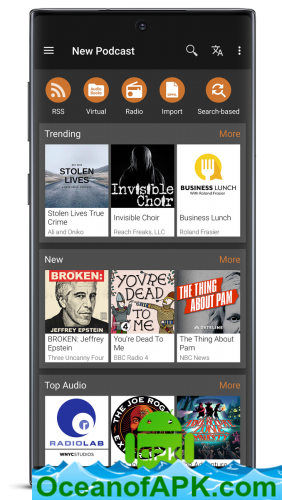 New Podcast
RSS
Audio Books
Virtual
Radio
OPML
Import
Search-based
Trending
More
STOLEN LIVES
Invisible Choir
BUSINESS LUNCH
With Roland Frasier
Stolen Lives True Crime
Ali and Oniko
Invisible Choir
Reach Freaks, LLC
Business Lunch
Roland Frasier
New
More
BROKEN:
JEFFREY EPSTEIN
YOU'RE DEAD TO ME
THE THING ABOUT PAM
DATELINE
BROKEN: Jeffrey Epstein
Three Uncanny Four
You're Dead To Me
BBC Radio 4
The Thing About Pam
NBC News
Top Audio
More
RADIOLAB
WNYCSTUDIOS
THE JOE ROG
OceanofAPK.com